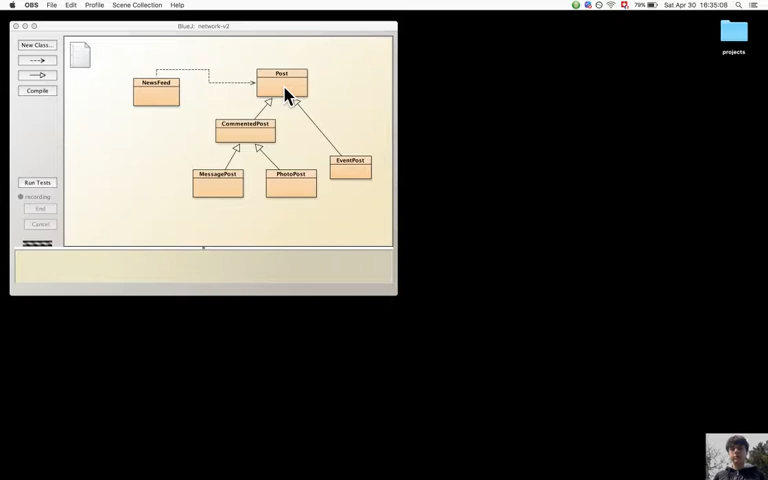 OBS File Edit Profile Scene Collection Help 79% Sat Apr 30 16:35:08
BlueJ: network-v2
New Class...
Compile
Run Tests
recording
End
Cancel
Post
NewsFeed
CommentedPost
EventPost
MessagePost
PhotoPost
projects